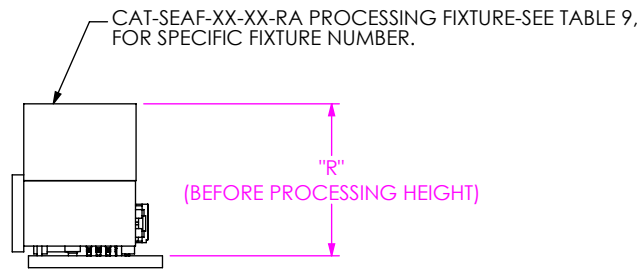 CAT-SEAF-XX-XX-RA PROCESSING FIXTURE-SEE TABLE 9,
FOR SPECIFIC FIXTURE NUMBER.
"R"
(BEFORE PROCESSING HEIGHT)